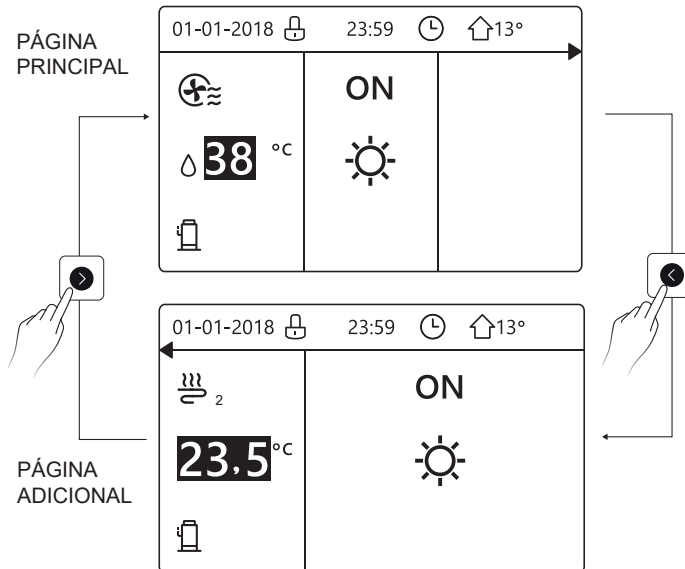 PÁGINA
PRINCIPAL
01-01-2018 23:59 13°
ON
38 °C
01-01-2018 23:59 13°
2
ON
23,5 °C
PÁGINA
ADICIONAL